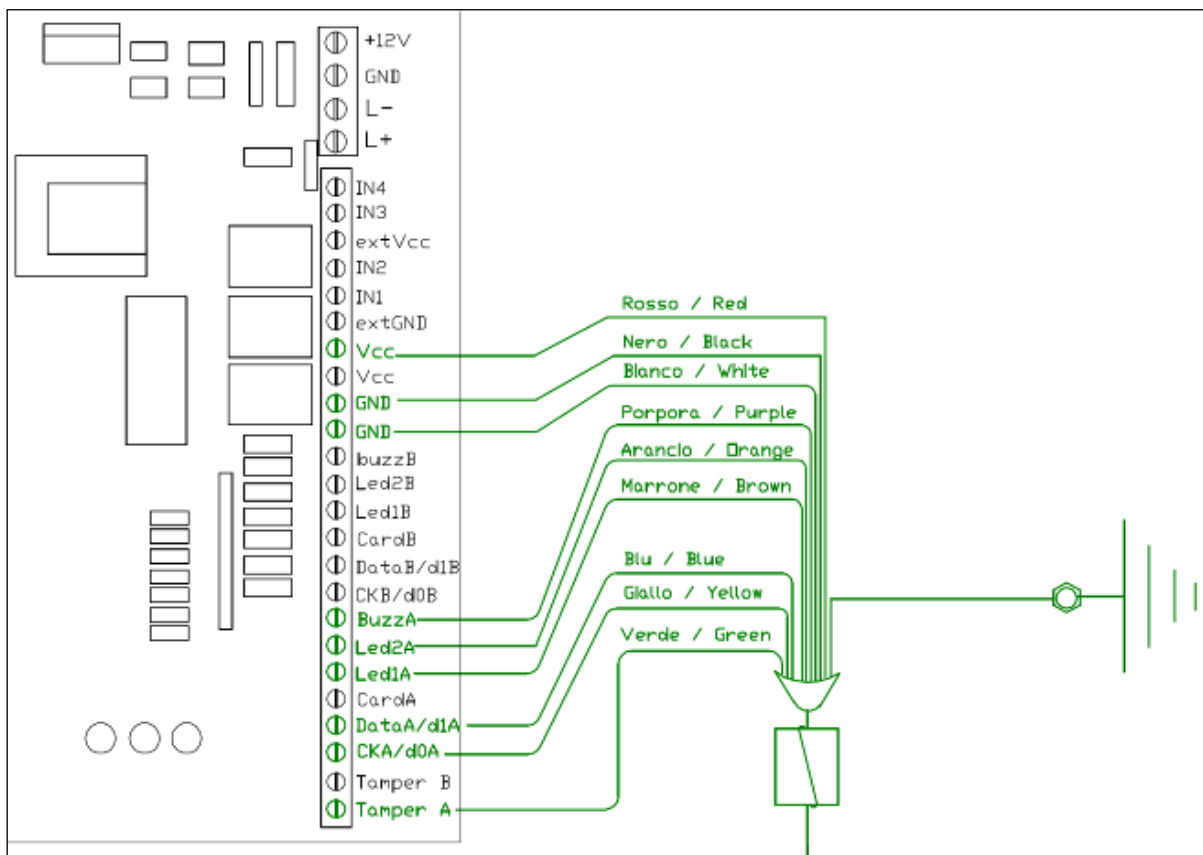 +12V
GND
L-
L+
IN4
IN3
extVcc
IN2
IN1
extGND
Vcc
Vcc
GND
GND
buzzB
Led2B
Led1B
CardB
DataB/d1B
CKB/d0B
BuzzA
Led2A
Led1A
CardA
DataA/d1A
CKA/d0A
Tamper B
Tamper A
Rosso / Red
Nero / Black
Bianco / White
Porpora / Purple
Arancio / Orange
Marrone / Brown
Blu / Blue
Giallo / Yellow
Verde / Green